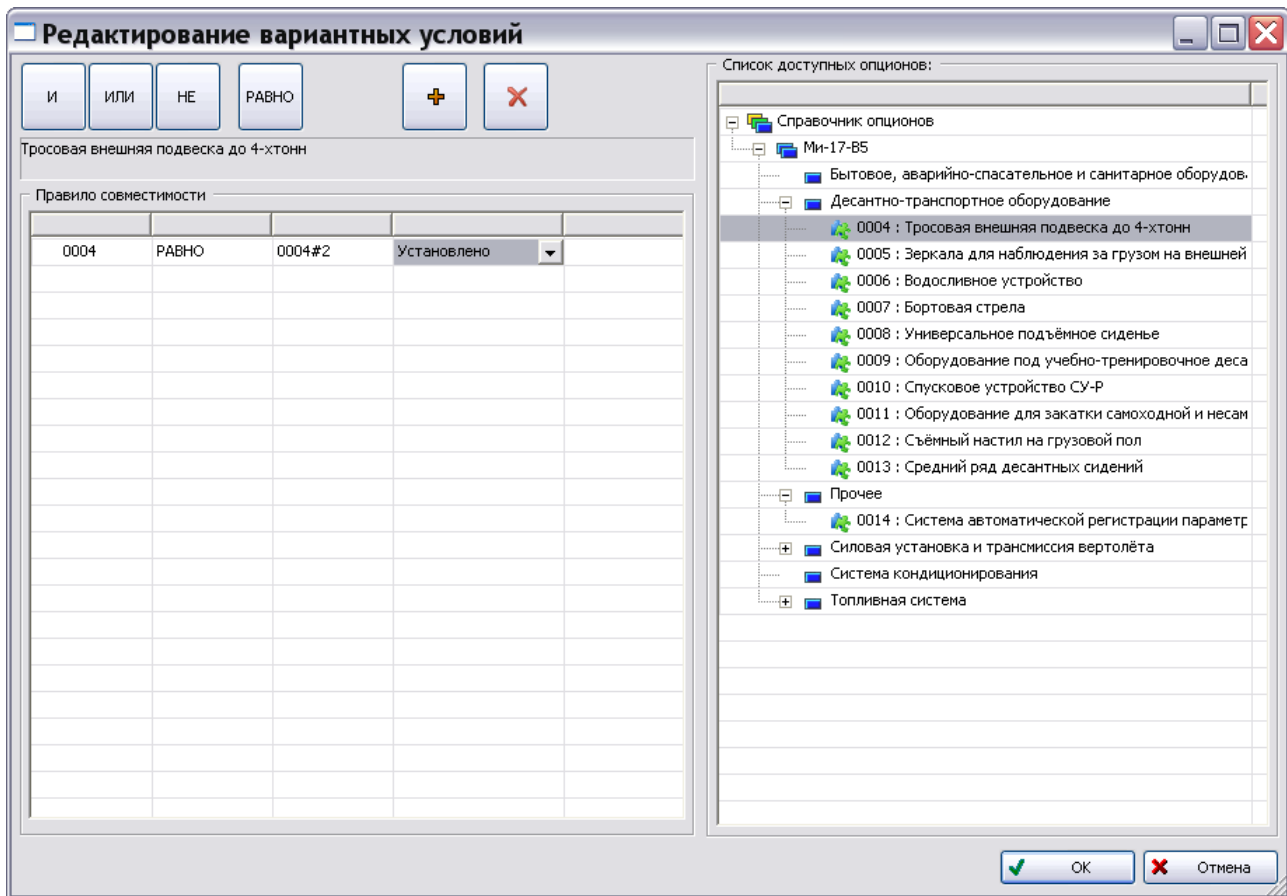 Редактирование вариантных условий
И ИЛИ НЕ РАВНО
Тросовая внешняя подвеска до 4-хтонн
Правило совместимости
0004 РАВНО 0004#2 Установлено
Список доступных опционов:
Справочник опционов
Ми-17-В5
Бытовое, аварийно-спасательное и санитарное оборудов
Десантно-транспортное оборудование
0004 : Тросовая внешняя подвеска до 4-хтонн
0005 : Зеркала для наблюдения за грузом на внешней
0006 : Водосливное устройство
0007 : Бортовая стрела
0008 : Универсальное подъёмное сиденье
0009 : Оборудование под учебно-тренировочное деса
0010 : Спусковое устройство СУ-Р
0011 : Оборудование для закатки самоходной и несам
0012 : Съёмный настил на грузовой пол
0013 : Средний ряд десантных сидений
Прочее
0014 : Система автоматической регистрации параметр
Силовая установка и трансмиссия вертолёта
Система кондиционирования
Топливная система
OK Отмена